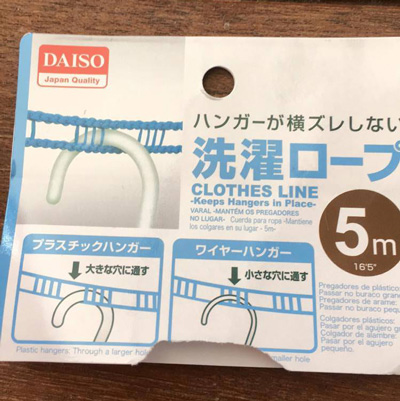 DAISO
Japan Quality
ハンガーが横ズレしない
洗濯ロープ
CLOTHES LINE
-Keeps Hangers in Place-
VARAL -MANTÉM OS PREGADORES
NO LUGAR- Cuerda para ropa -Mantiene
los colgares en su lugar - 5m-
5m
16'5"
プラスチックハンガー
大きな穴に通す
ワイヤーハンガー
小さな穴に通す
Plastic hangers. Through a larger hole
smaller hole
Pregadores de plástico:
Passar no buraco grand
Pregadores de arame:
Passar no buraco peq
Colgadores plásticos:
Pasar por el agujero gr
Colgador de alambre:
Pasar por el agujero
pequeño.